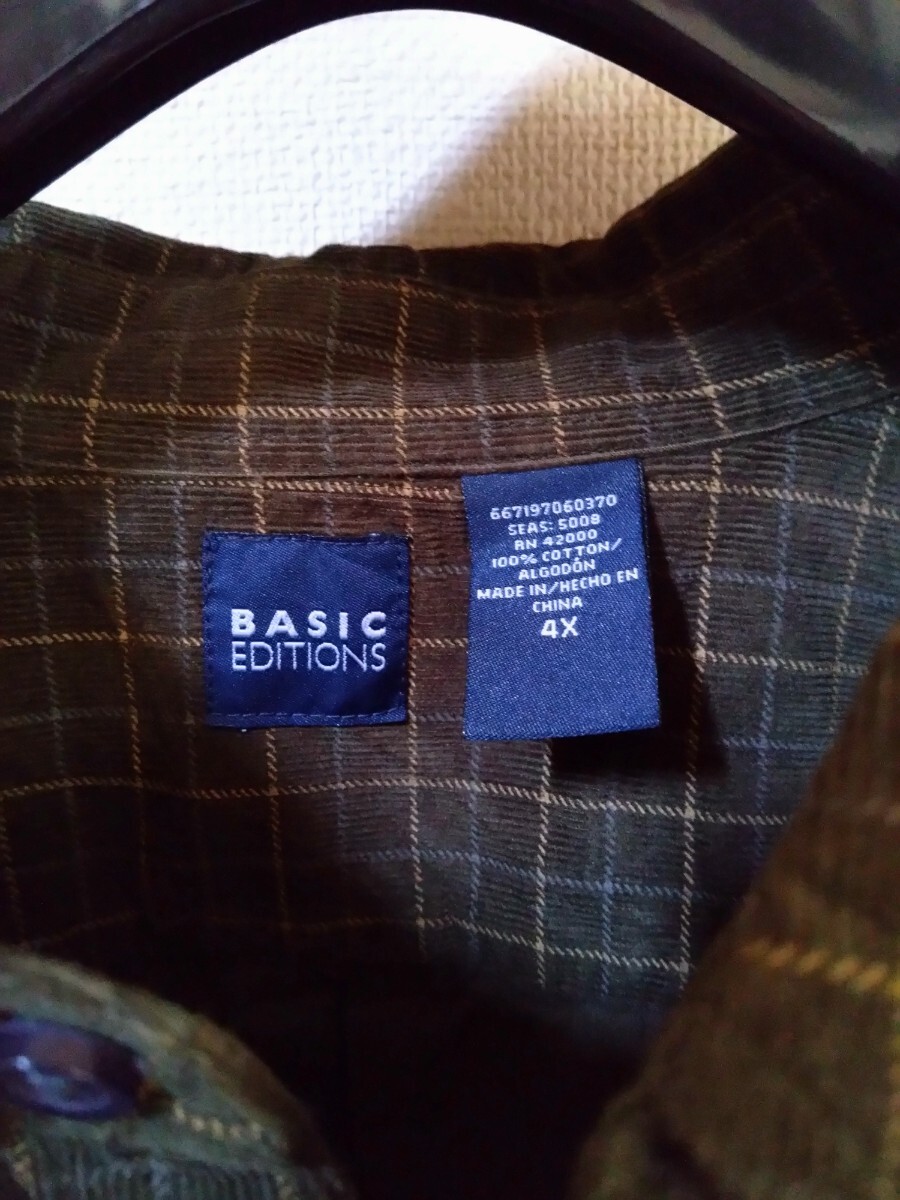 BASIC
EDITIONS
667197060370
SEAS: 5008
RN 42000
100% COTTON/
ALGODÓN
MADE IN/HECHO EN
CHINA
4X